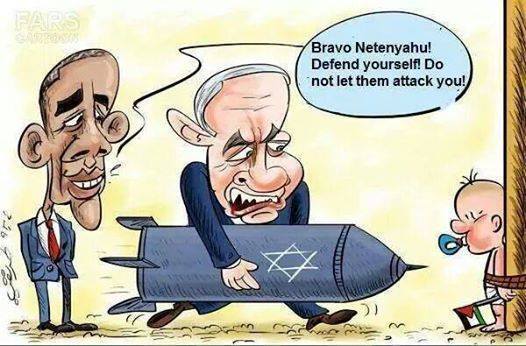 FARS
CARTOON
Bravo Netenyahu!
Defend yourself! Do
not let them attack you!